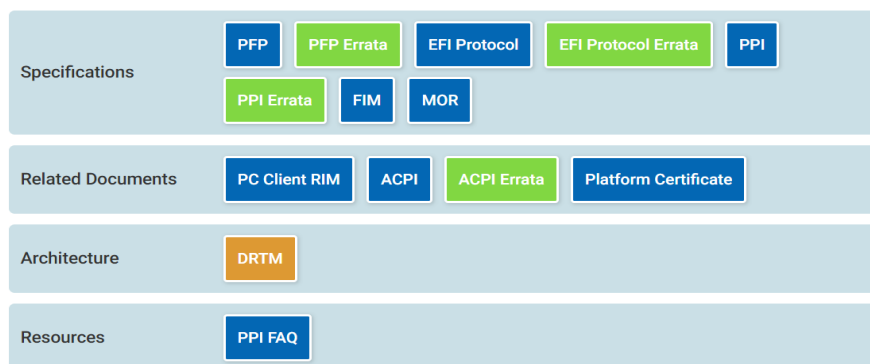 Specifications
PFP PFP Errata EFI Protocol EFI Protocol Errata PPI
PPI Errata FIM MOR
Related Documents PC Client RIM ACPI ACPI Errata Platform Certificate
Architecture DRTM
Resources PPI FAQ